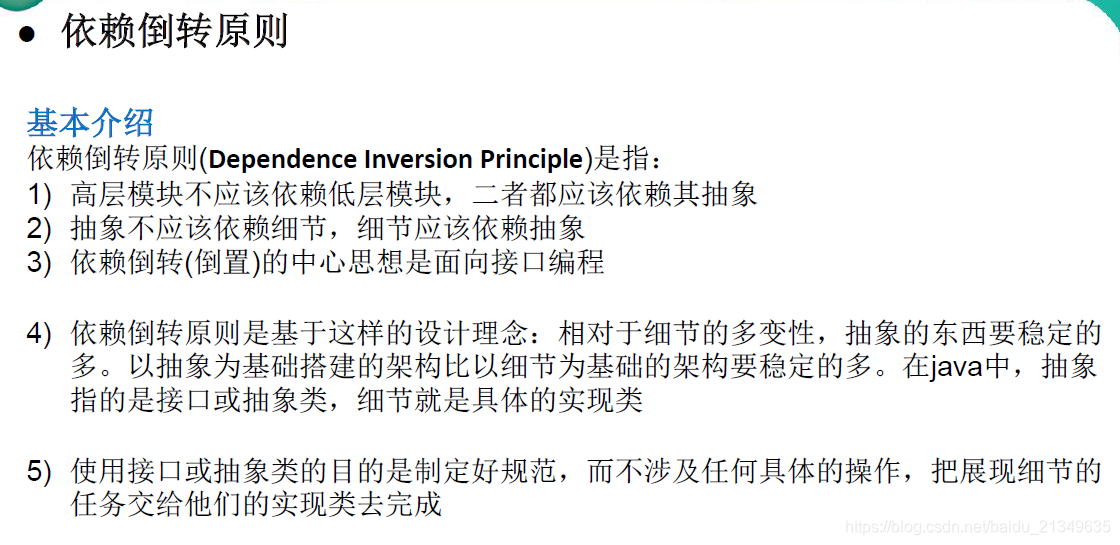 ● 依赖倒转原则
基本介绍
依赖倒转原则(Dependence Inversion Principle)是指：
1) 高层模块不应该依赖低层模块，二者都应该依赖其抽象
2) 抽象不应该依赖细节，细节应该依赖抽象
3) 依赖倒转(倒置)的中心思想是面向接口编程
4) 依赖倒转原则是基于这样的设计理念：相对于细节的多变性，抽象的东西要稳定的
多。以抽象为基础搭建的架构比以细节为基础的架构要稳定的多。在java中，抽象
指的是接口或抽象类，细节就是具体的实现类
5) 使用接口或抽象类的目的是制定好规范，而不涉及任何具体的操作，把展现细节的
任务交给他们的实现类去完成
https://blog.csdn.net/baidu_21349635